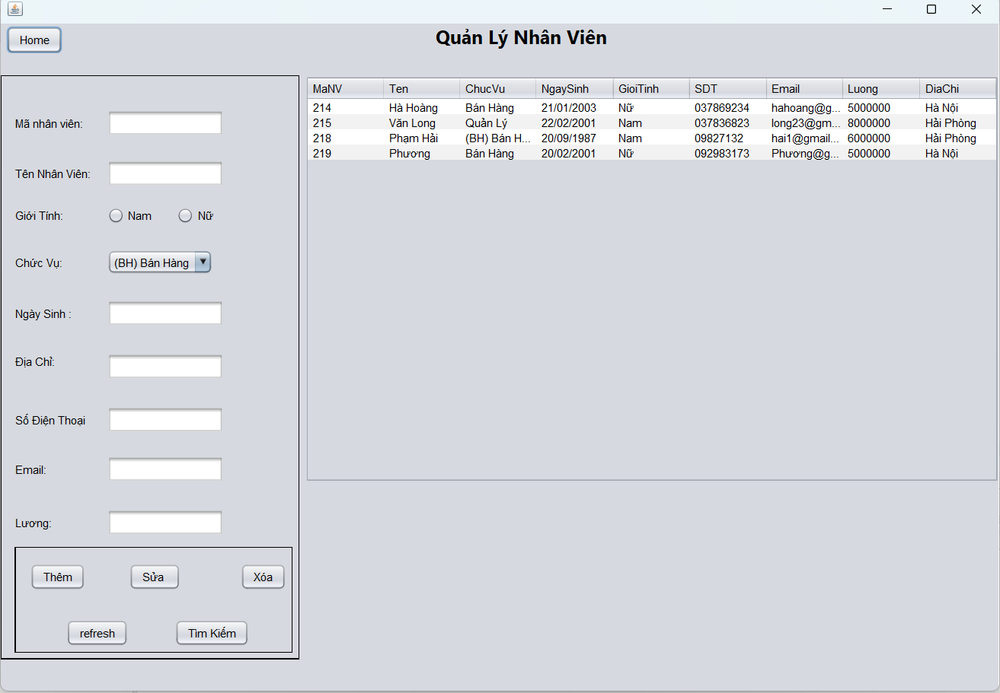 Home
Quản Lý Nhân Viên
Mã nhân viên:
Tên Nhân Viên:
Giới Tính: Nam Nữ
Chức Vụ: (BH) Bán Hàng
Ngày Sinh :
Địa Chỉ:
Số Điện Thoại
Email:
Lương:
Thêm Sửa Xóa
refresh Tìm Kiếm
MaNV Ten ChucVu NgaySinh GioiTinh SDT Email Luong DiaChi
214 Hà Hoàng Bán Hàng 21/01/2003 Nữ 037869234 hahoang@g... 5000000 Hà Nội
215 Văn Long Quản Lý 22/02/2001 Nam 037836823 long23@gm... 8000000 Hải Phòng
218 Phạm Hải (BH) Bán H... 20/09/1987 Nam 09827132 hai1@gmail... 6000000 Hải Phòng
219 Phương Bán Hàng 20/02/2001 Nữ 092983173 Phương@g... 5000000 Hà Nội